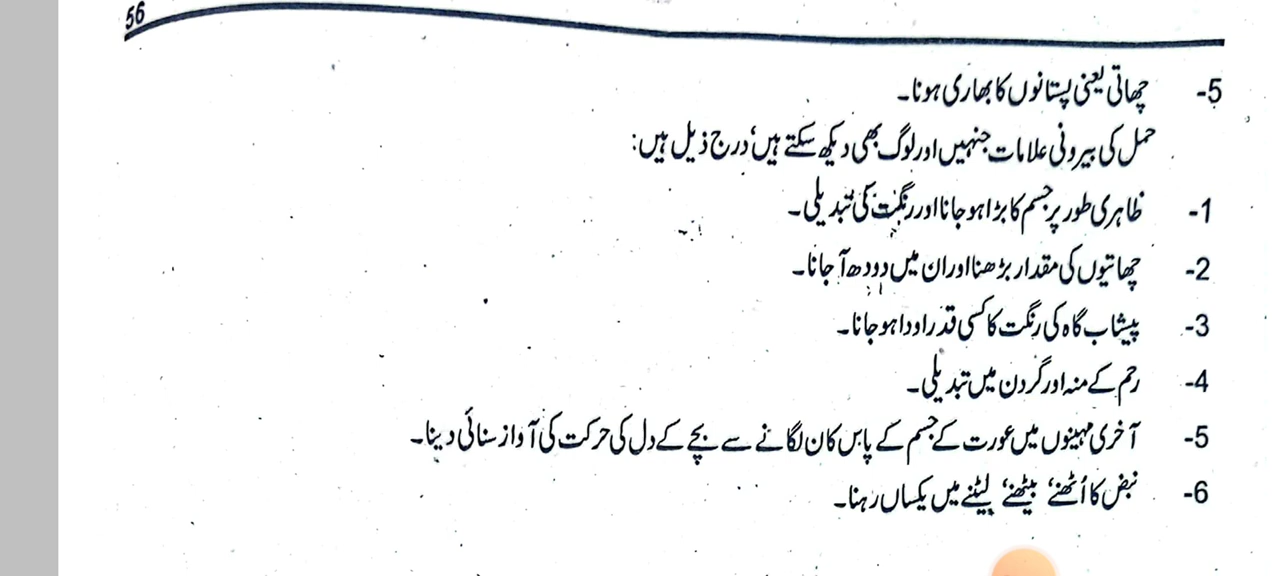 56
5- چھاتی یعنی پستانوں کا بھاری ہونا۔
حمل کی بیرونی علامات جنہیں اور لوگ بھی دیکھ سکتے ہیں‘ درج ذیل ہیں:
1- ظاہری طور پر جسم کا بڑا ہو جانا اور رنگت کی تبدیلی۔
2- چھاتیوں کی مقدار بڑھنا اور ان میں دودھ آ جانا۔
3- پیشاب گاہ کی رنگت کا کسی قدر اودا ہو جانا۔
4- رحم کے منہ اور گردن میں تبدیلی۔
5- آخری مہینوں میں عورت کے جسم کے پاس کان لگانے سے بچے کے دل کی حرکت کی آواز سنائی دینا۔
6- نبض کا اُٹھنے‘ بیٹھنے‘ لیٹنے میں یکساں رہنا۔